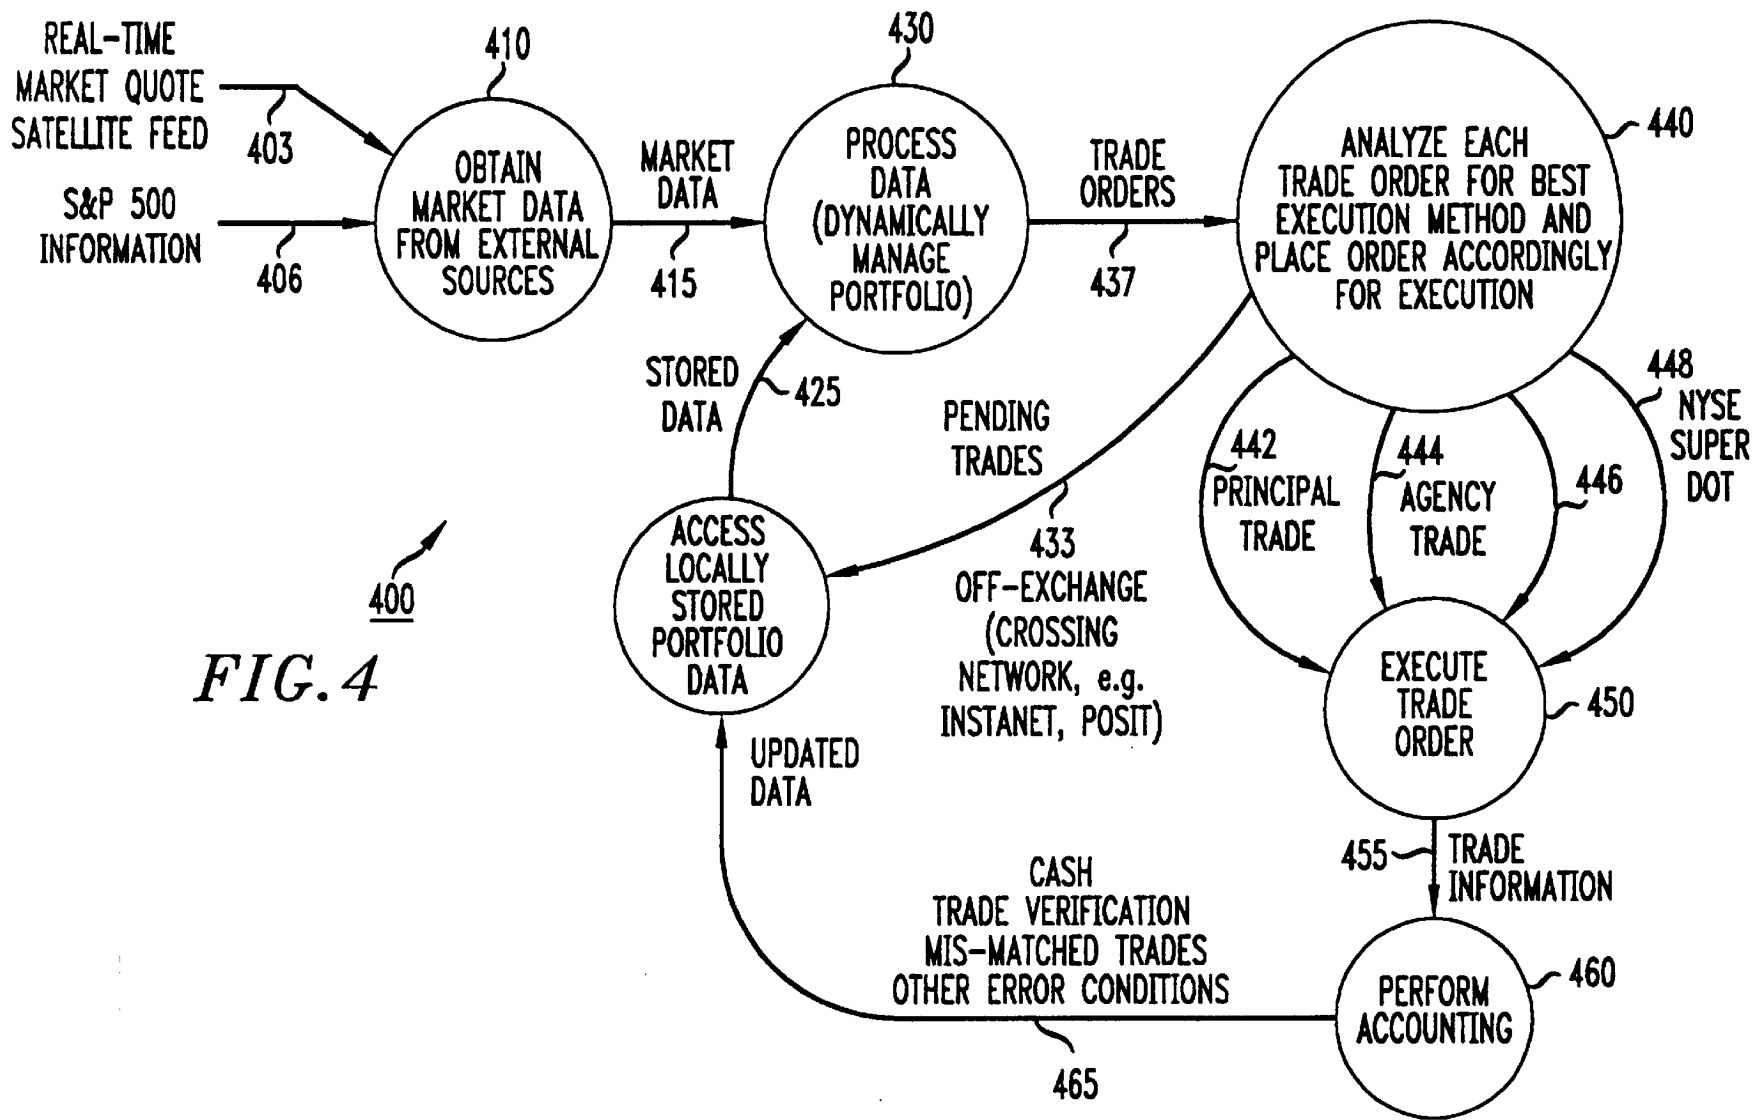 REAL-TIME
MARKET QUOTE
SATELLITE FEED
403
S&P 500
INFORMATION
406
410
OBTAIN
MARKET DATA
FROM EXTERNAL
SOURCES
MARKET
DATA
415
430
PROCESS
DATA
(DYNAMICALLY
MANAGE
PORTFOLIO)
TRADE
ORDERS
437
440
ANALYZE EACH
TRADE ORDER FOR BEST
EXECUTION METHOD AND
PLACE ORDER ACCORDINGLY
FOR EXECUTION
STORED
DATA
425
PENDING
TRADES
433
OFF-EXCHANGE
(CROSSING
NETWORK, e.g.
INSTANET, POSIT)
442
PRINCIPAL
TRADE
444
AGENCY
TRADE
446
448
NYSE
SUPER
DOT
400
FIG. 4
ACCESS
LOCALLY
STORED
PORTFOLIO
DATA
EXECUTE
TRADE
ORDER
450
UPDATED
DATA
455
TRADE
INFORMATION
CASH
TRADE VERIFICATION
MIS-MATCHED TRADES
OTHER ERROR CONDITIONS
465
PERFORM
ACCOUNTING
460